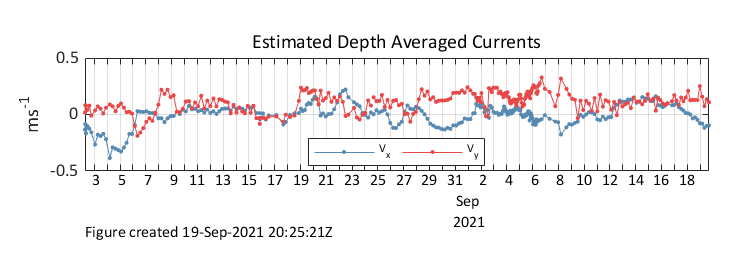 Estimated Depth Averaged Currents
0.5
0
-0.5
ms-1
Vx Vy
3 5 7 9 11 13 15 17 19 21 23 25 27 29 31 2 4 6 8 10 12 14 16 18
Sep
2021
Figure created 19-Sep-2021 20:25:21Z